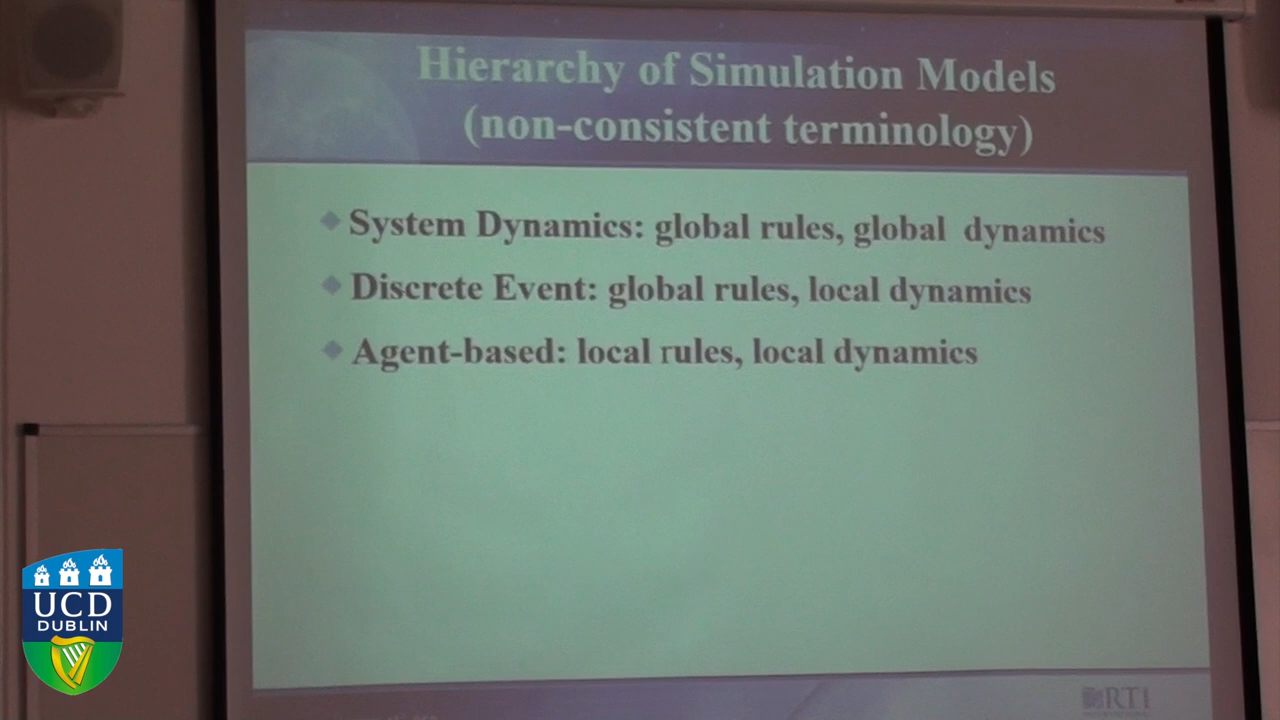 Hierarchy of Simulation Models
(non-consistent terminology)
System Dynamics: global rules, global dynamics
Discrete Event: global rules, local dynamics
Agent-based: local rules, local dynamics
UCD
DUBLIN
RTI